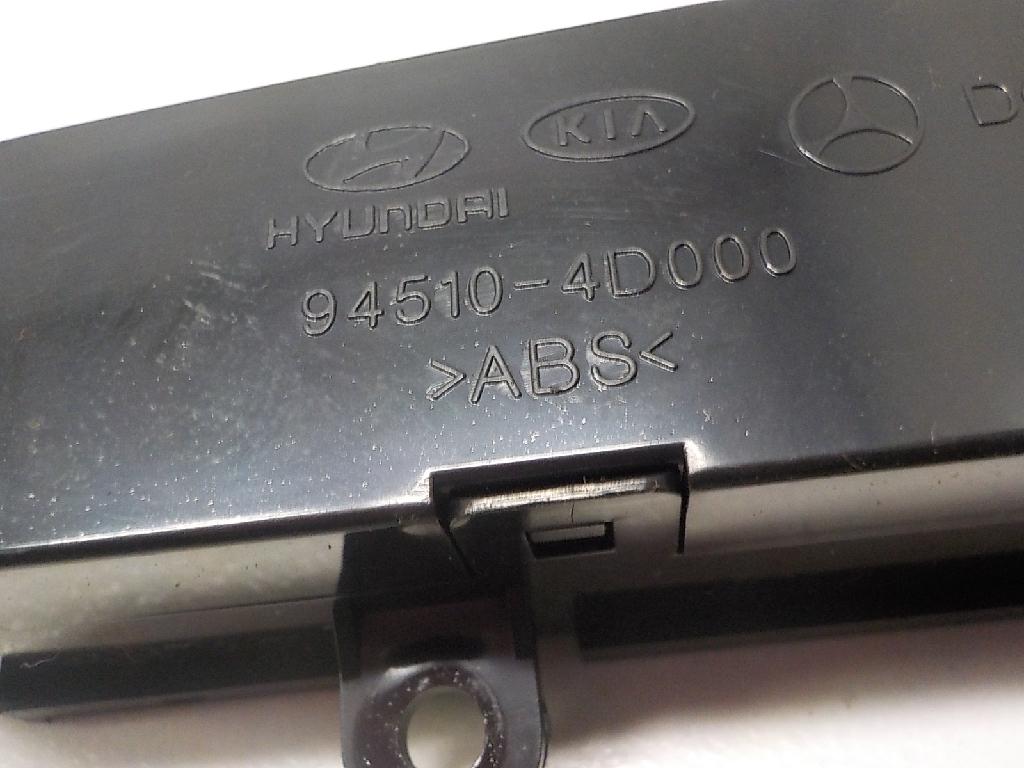 KIA
HYUNDAI
94510-4D000
>ABS<